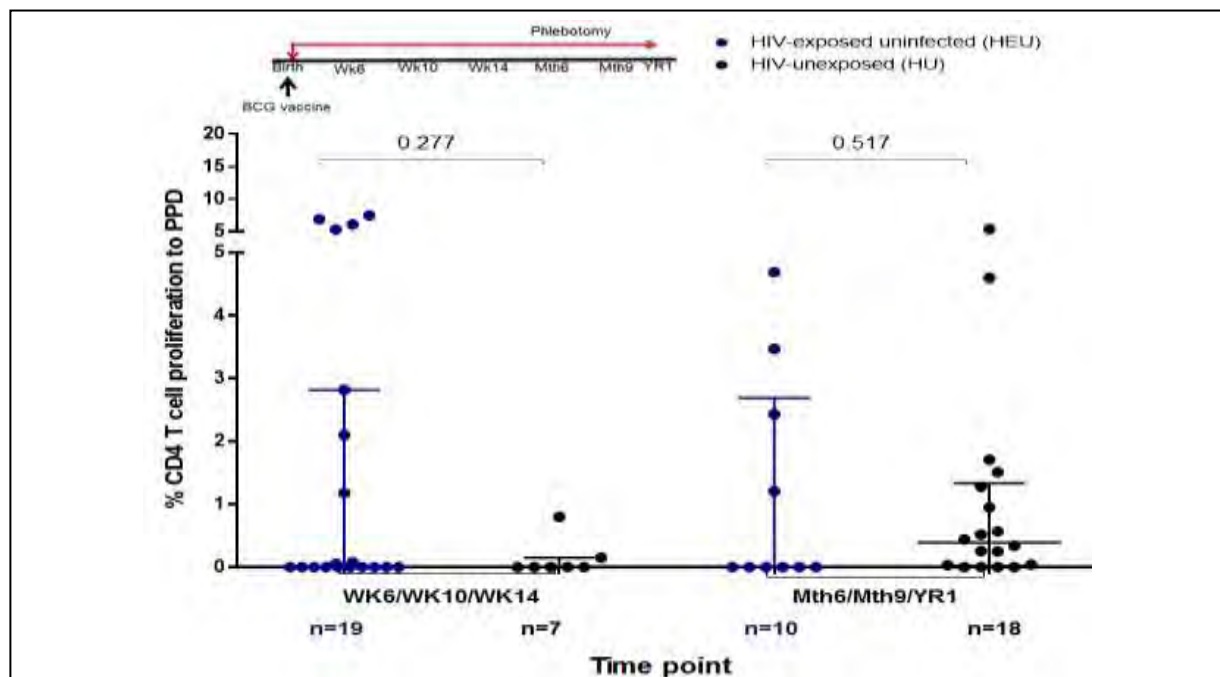 Phlebotomy
Birth Wk6 Wk10 Wk14 Mth6 Mth9 YR1
BCG vaccine
HIV-exposed uninfected (HEU)
HIV-unexposed (HU)
% CD4 T cell proliferation to PPD
20
15
10
5
5
4
3
2
1
0
0.277
0.517
WK6/WK10/WK14
Mth6/Mth9/YR1
n=19 n=7 n=10 n=18
Time point